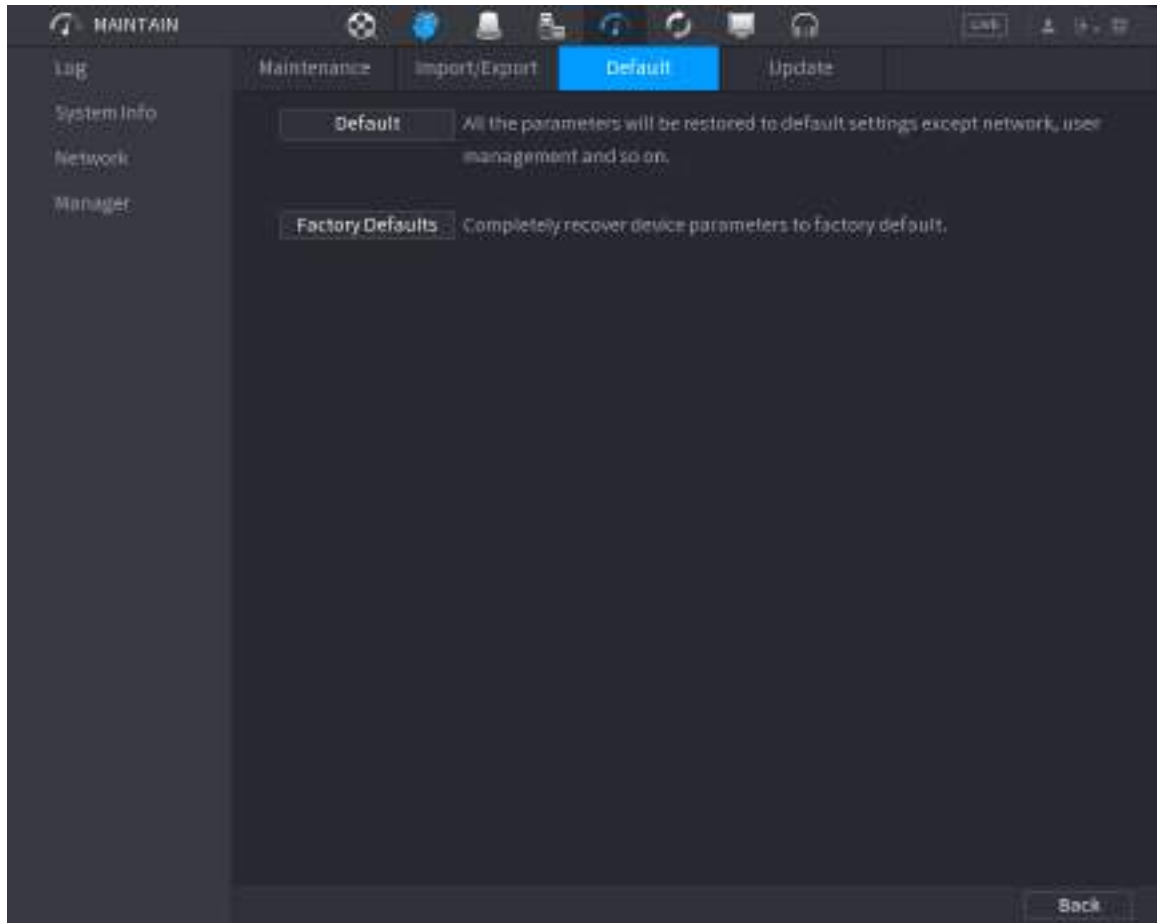 MAINTAIN
LIVE
Log
Maintenance Import/Export Default Update
System Info
Default All the parameters will be restored to default settings except network, user
management and so on.
Network
Manager
Factory Defaults Completely recover device parameters to factory default.
Back